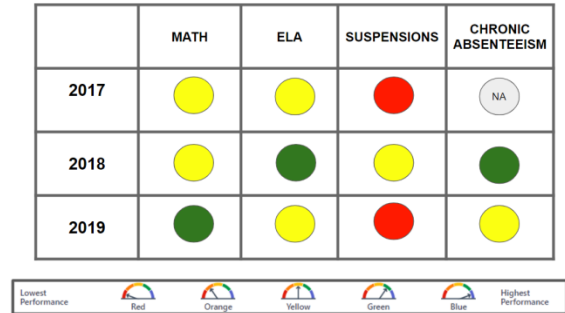 MATH ELA SUSPENSIONS CHRONIC
ABSENTEEISM
2017 NA
2018
2019
Lowest
Performance
Red Orange Yellow Green Blue
Highest
Performance